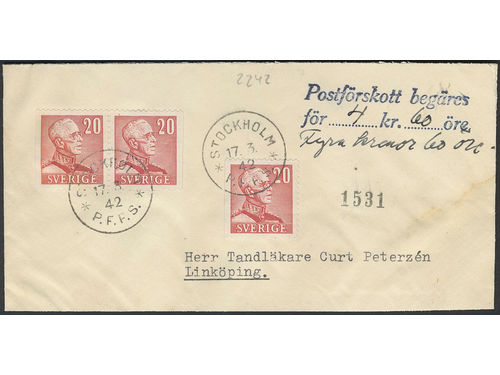 2242
Postförskott begäres
för 4 kr. 60 öre
Fyra kronor 60 öre -
20 20
SVERIGE SVERIGE
STOCKHOLM
17. 3.
42
* P.F.F.S. *
* STOCKHOLM *
17. 3.
42
P.F.F.
20
SVERIGE
1531
Herr Tandläkare Curt Peterzén
Linköping.